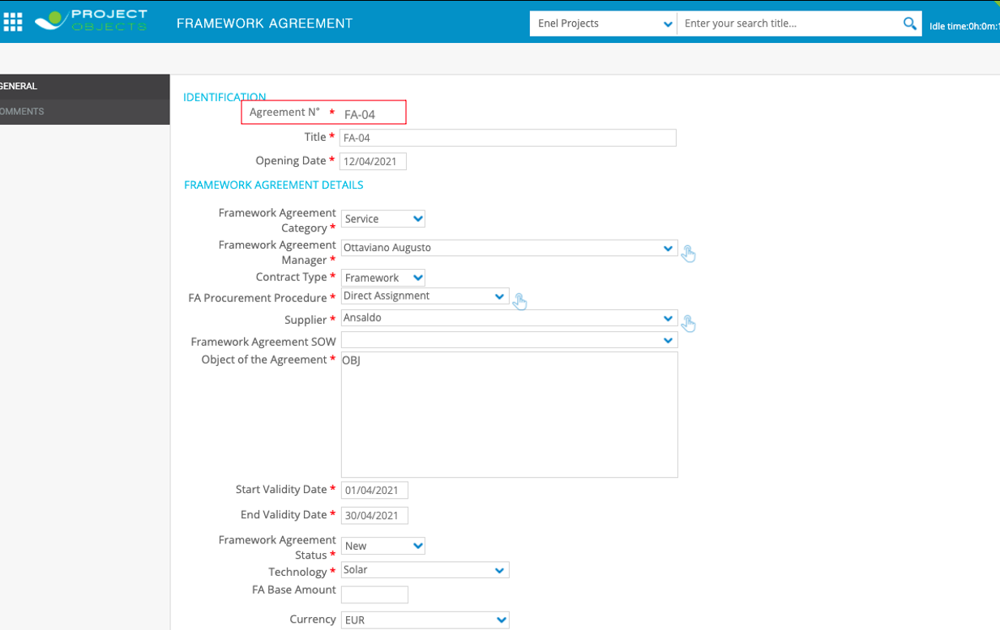 PROJECT
OBJECTS
FRAMEWORK AGREEMENT
Enel Projects
Enter your search title...
Idle time:0h:0m:
GENERAL
OMMENTS
IDENTIFICATION
Agreement N° * FA-04
Title * FA-04
Opening Date * 12/04/2021
FRAMEWORK AGREEMENT DETAILS
Framework Agreement
Category * Service
Framework Agreement
Manager * Ottaviano Augusto
Contract Type * Framework
FA Procurement Procedure * Direct Assignment
Supplier * Ansaldo
Framework Agreement SOW
Object of the Agreement * OBJ
Start Validity Date * 01/04/2021
End Validity Date * 30/04/2021
Framework Agreement
Status * New
Technology * Solar
FA Base Amount
Currency EUR